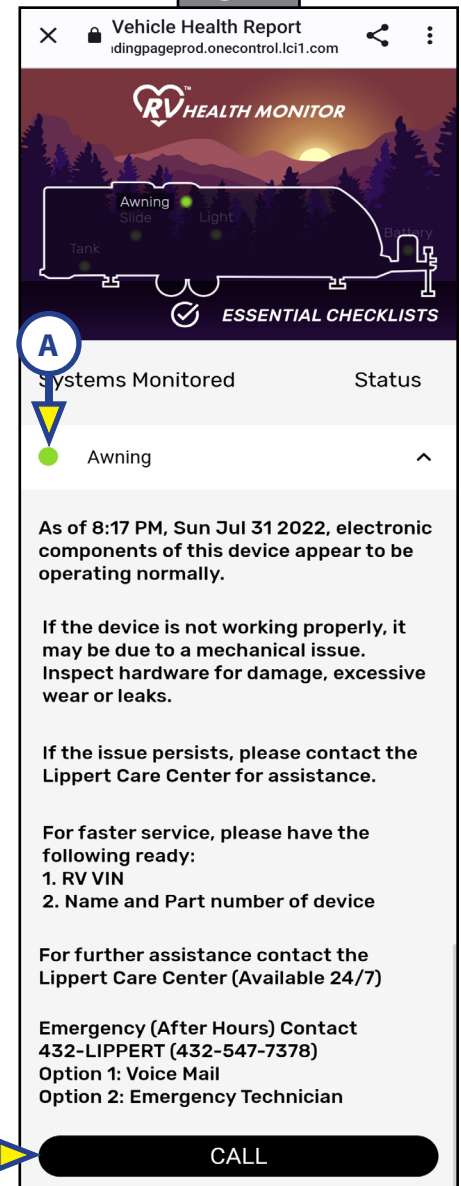 Vehicle Health Report
ıdingpageprod.onecontrol.lci1.com
RV HEALTH MONITOR™
Awning
Slide
Light
Tank
Battery
ESSENTIAL CHECKLISTS
A
Systems Monitored Status
Awning
As of 8:17 PM, Sun Jul 31 2022, electronic
components of this device appear to be
operating normally.
If the device is not working properly, it
may be due to a mechanical issue.
Inspect hardware for damage, excessive
wear or leaks.
If the issue persists, please contact the
Lippert Care Center for assistance.
For faster service, please have the
following ready:
1. RV VIN
2. Name and Part number of device
For further assistance contact the
Lippert Care Center (Available 24/7)
Emergency (After Hours) Contact
432-LIPPERT (432-547-7378)
Option 1: Voice Mail
Option 2: Emergency Technician
CALL